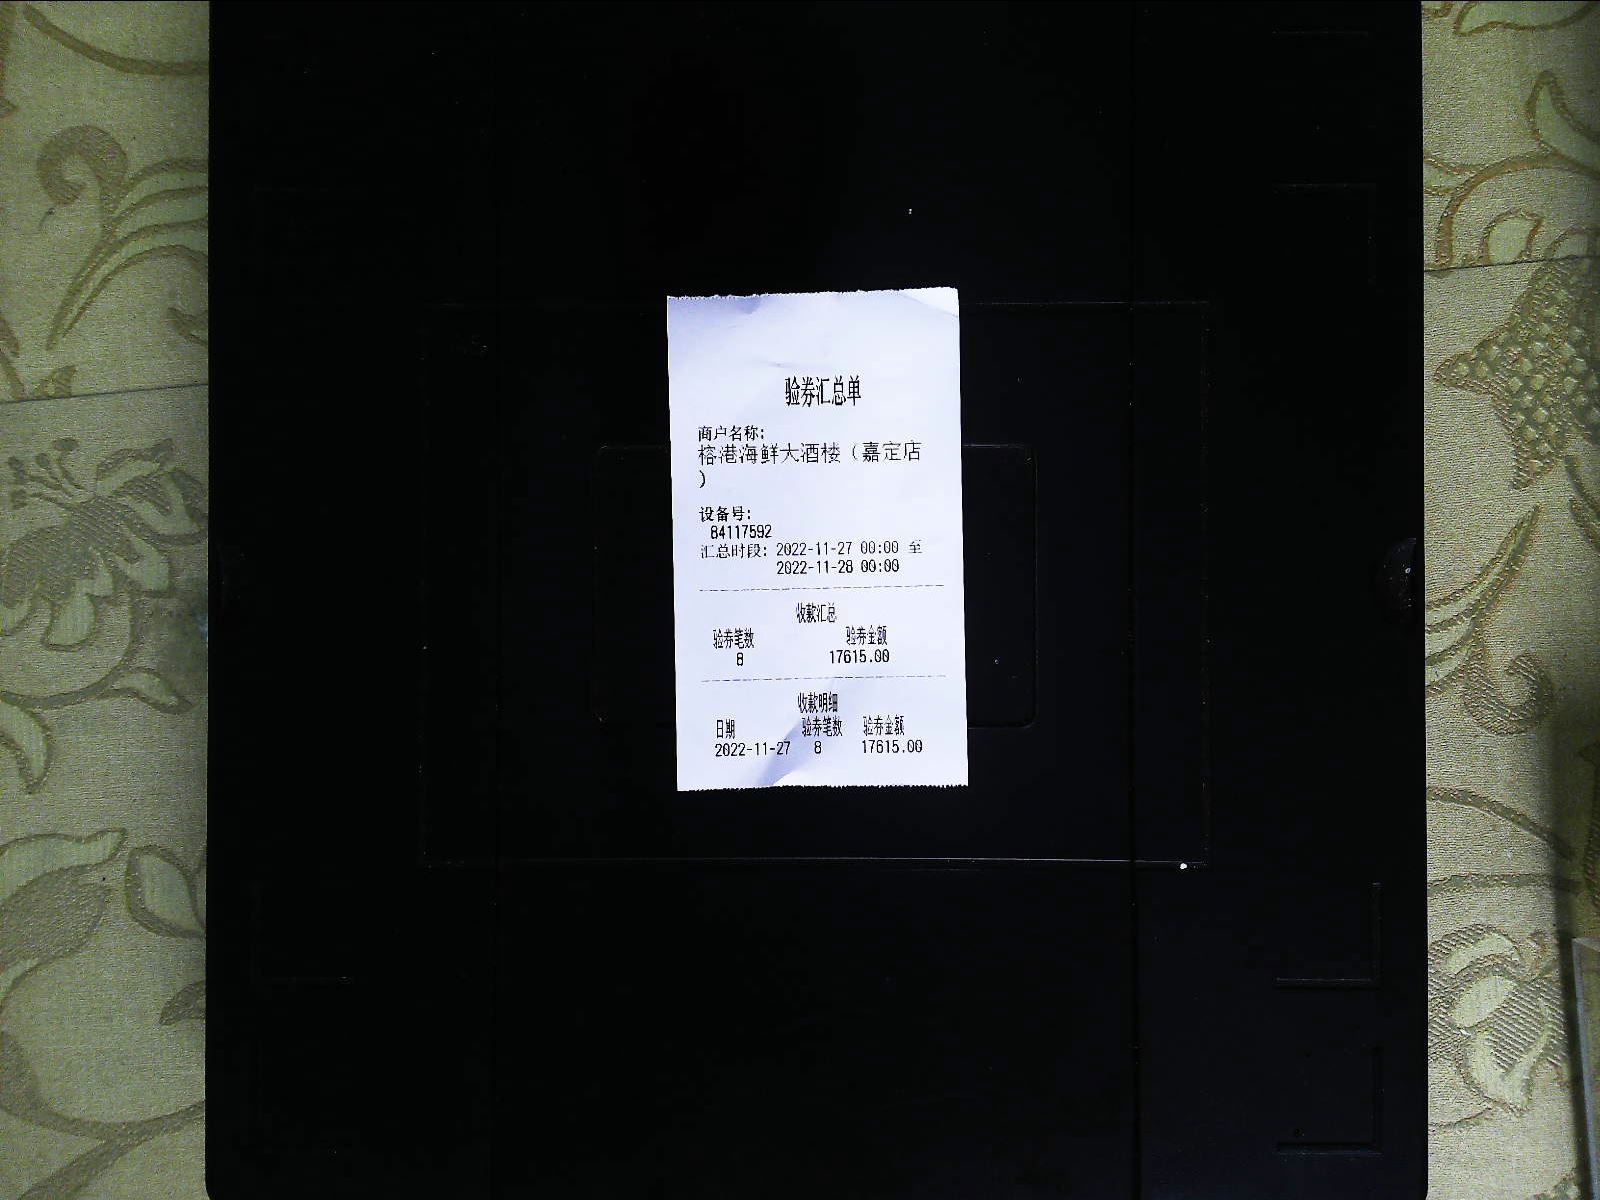 验券汇总单
商户名称:
榕港海鲜大酒楼（嘉定店
）
设备号:
84117592
汇总时段: 2022-11-27 00:00 至
2022-11-28 00:00
收款汇总
验券笔数 验券金额
8 17615.00
收款明细
日期 验券笔数 验券金额
2022-11-27 8 17615.00